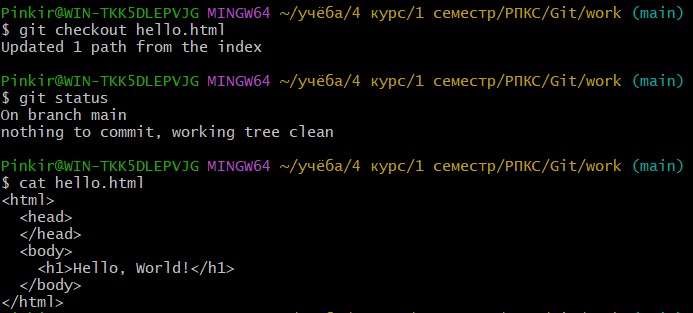 Pinkir@WIN-TKK5DLEPVJG MINGW64 ~/учёба/4 курс/1 семестр/РПКС/Git/work (main)
$ git checkout hello.html
Updated 1 path from the index
Pinkir@WIN-TKK5DLEPVJG MINGW64 ~/учёба/4 курс/1 семестр/РПКС/Git/work (main)
$ git status
On branch main
nothing to commit, working tree clean
Pinkir@WIN-TKK5DLEPVJG MINGW64 ~/учёба/4 курс/1 семестр/РПКС/Git/work (main)
$ cat hello.html
<html>
  <head>
  </head>
  <body>
    <h1>Hello, World!</h1>
  </body>
</html>